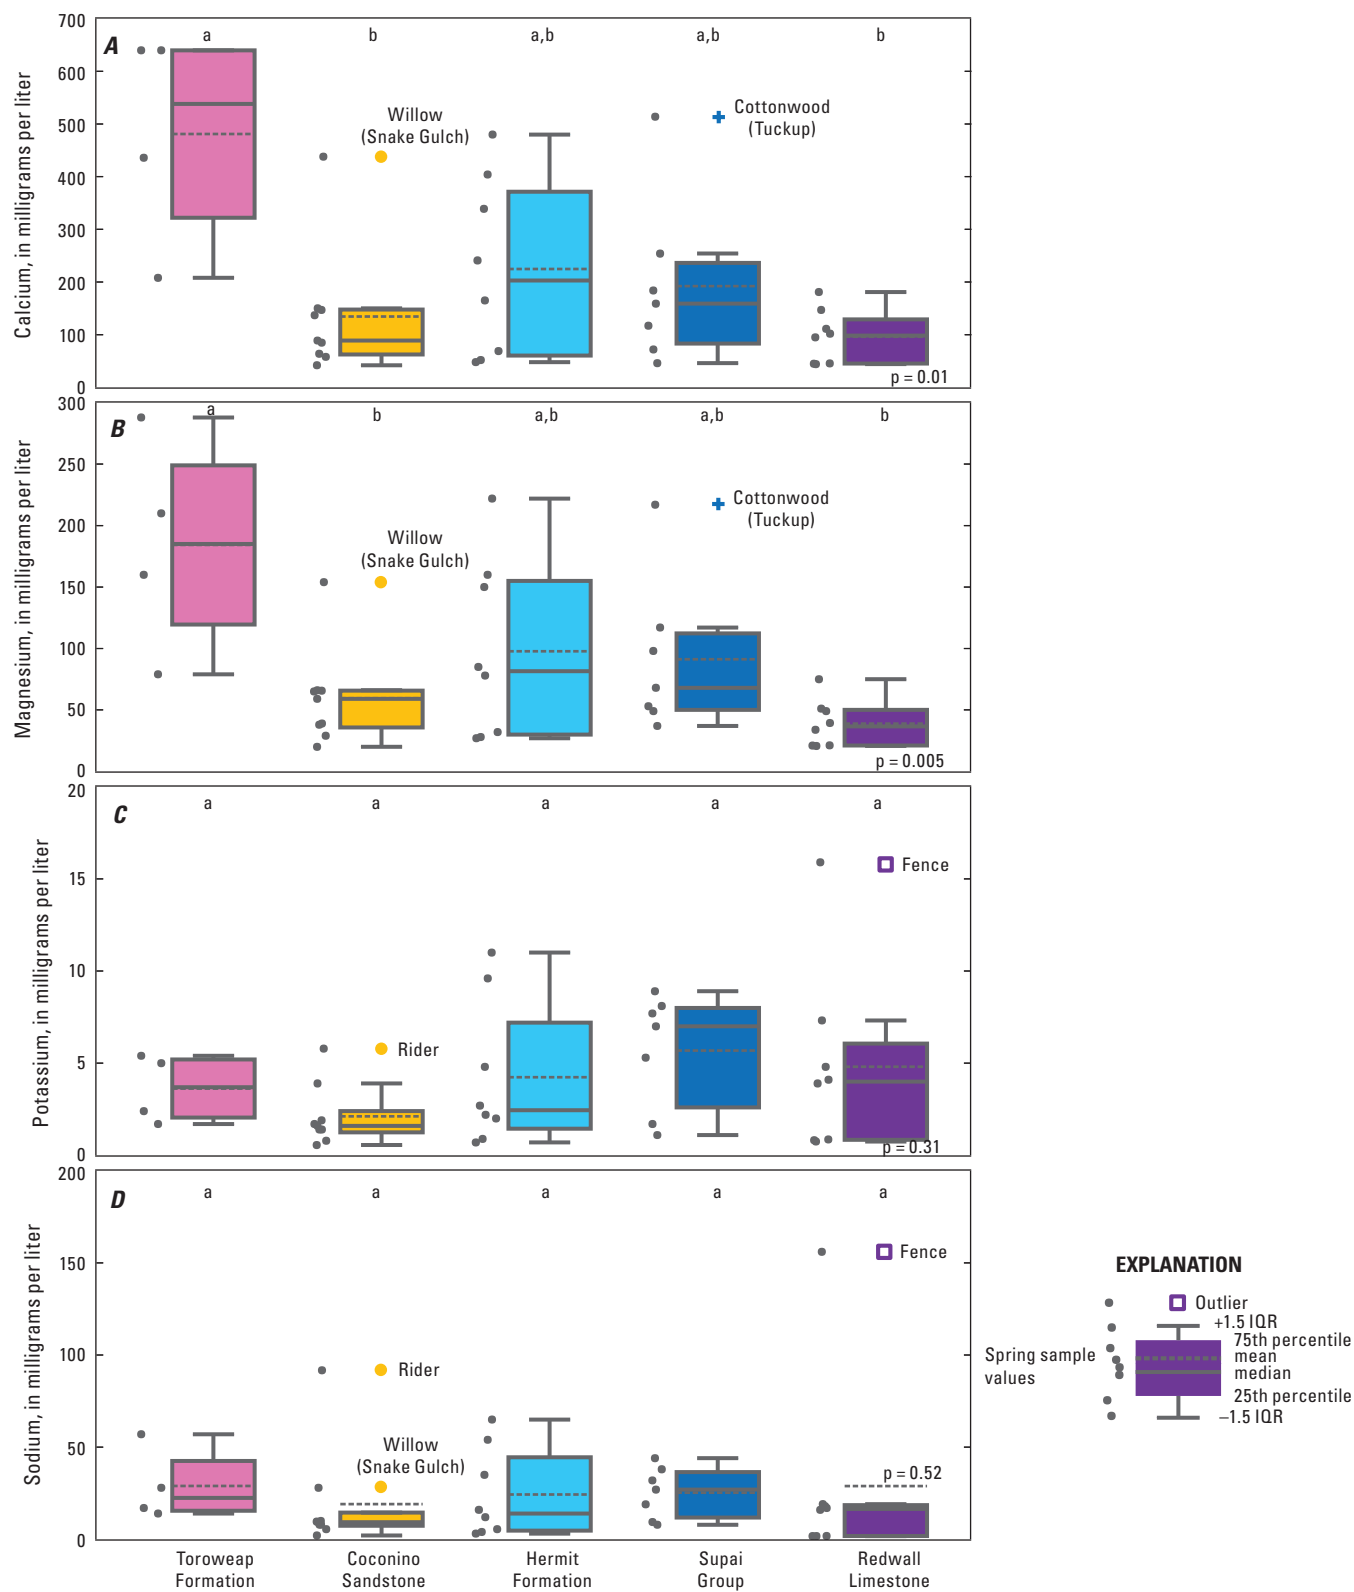 Calcium, in milligrams per liter
700
600
500
400
300
200
100
0
A
a
b
a,b
a,b
b
Willow
(Snake Gulch)
Cottonwood
(Tuckup)
p = 0.01
Magnesium, in milligrams per liter
300
250
200
150
100
50
0
B
a
b
a,b
a,b
b
Willow
(Snake Gulch)
Cottonwood
(Tuckup)
p = 0.005
Potassium, in milligrams per liter
20
15
10
5
0
C
a
a
a
a
a
Rider
Fence
p = 0.31
Sodium, in milligrams per liter
200
150
100
50
0
D
a
a
a
a
a
Rider
Willow
(Snake Gulch)
Fence
p = 0.52
Toroweap
Formation
Coconino
Sandstone
Hermit
Formation
Supai
Group
Redwall
Limestone
EXPLANATION
Outlier
+1.5 IQR
75th percentile
mean
median
25th percentile
–1.5 IQR
Spring sample
values